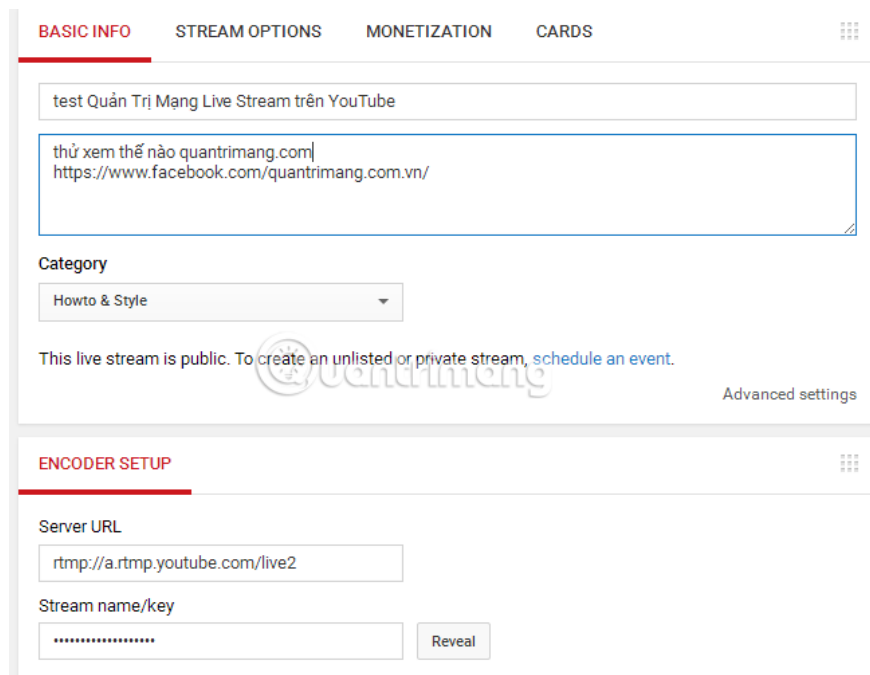 BASIC INFO STREAM OPTIONS MONETIZATION CARDS
test Quản Trị Mạng Live Stream trên YouTube
thử xem thế nào quantrimang.com
https://www.facebook.com/quantrimang.com.vn/
Category
Howto & Style
This live stream is public. To create an unlisted or private stream, schedule an event.
Quantrimang
Advanced settings
ENCODER SETUP
Server URL
rtmp://a.rtmp.youtube.com/live2
Stream name/key
•••••••••••••••••••
Reveal